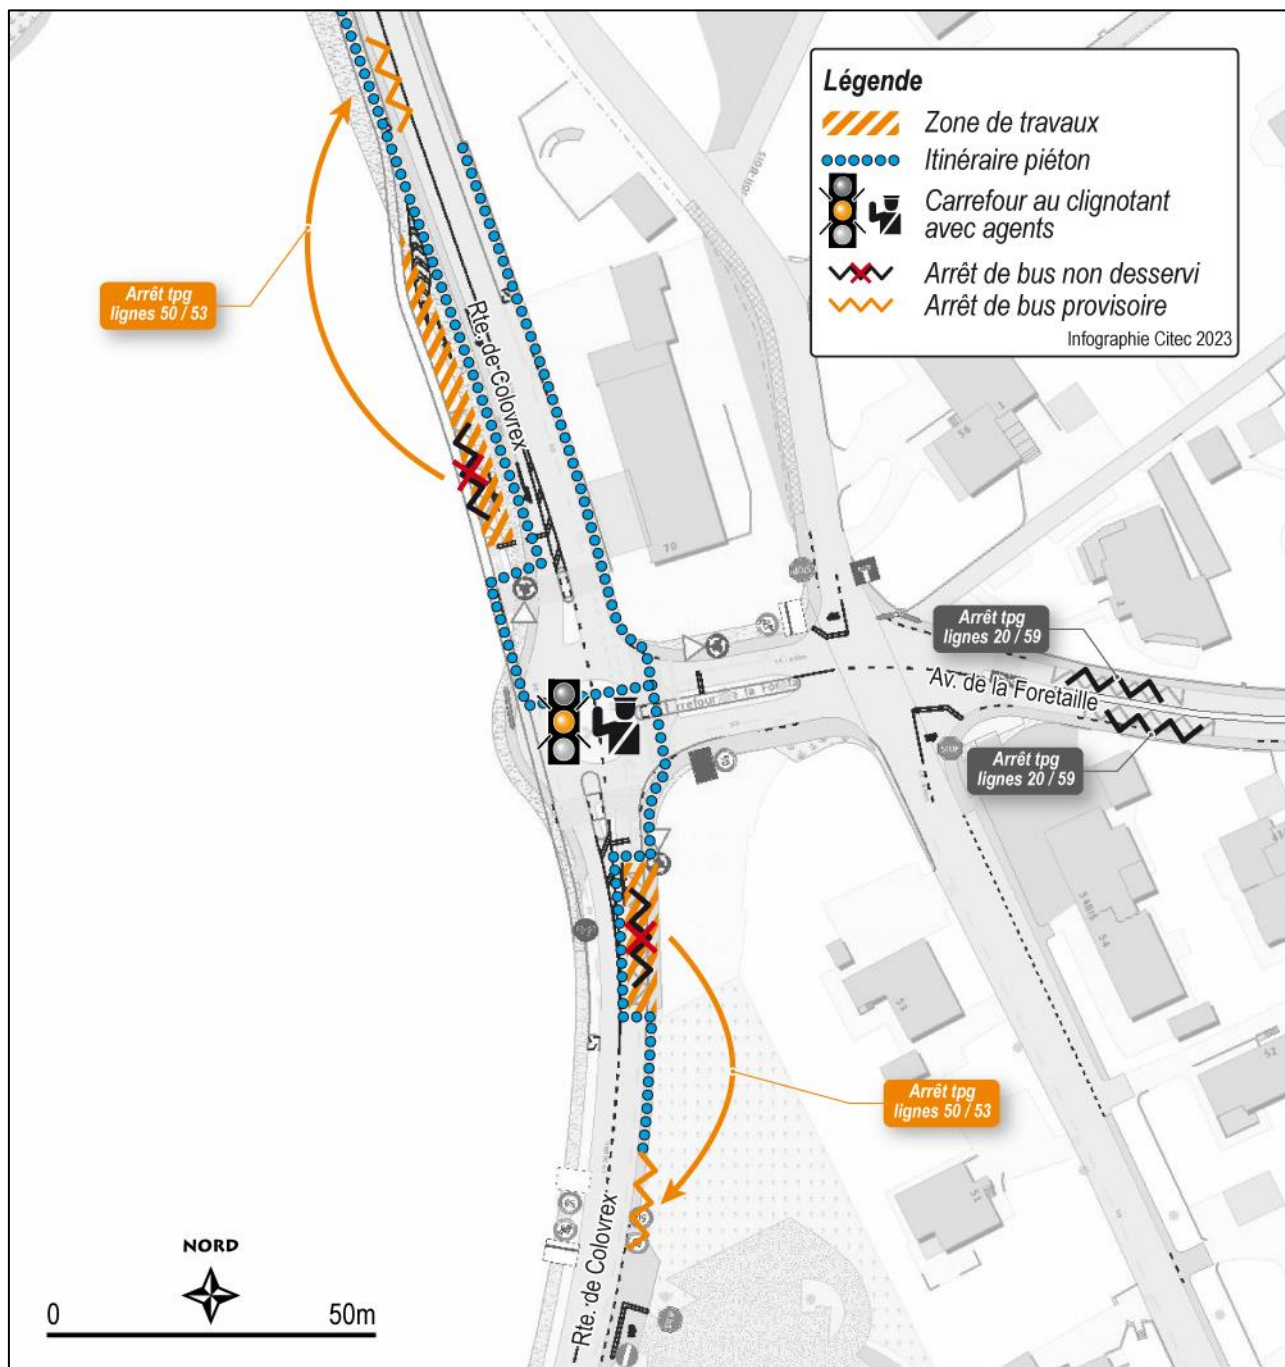 Légende
Zone de travaux
Itinéraire piéton
Carrefour au clignotant
avec agents
Arrêt de bus non desservi
Arrêt de bus provisoire
Infographie Citec 2023
Arrêt tpg
lignes 50 / 53
Rte. de Colovrex
70
Arrêt tpg
lignes 20 / 59
Av. de la Foretaille
Arrêt tpg
lignes 20 / 59
STOP
Arrêt tpg
lignes 50 / 53
Rte. de Colovrex
NORD
0 50m